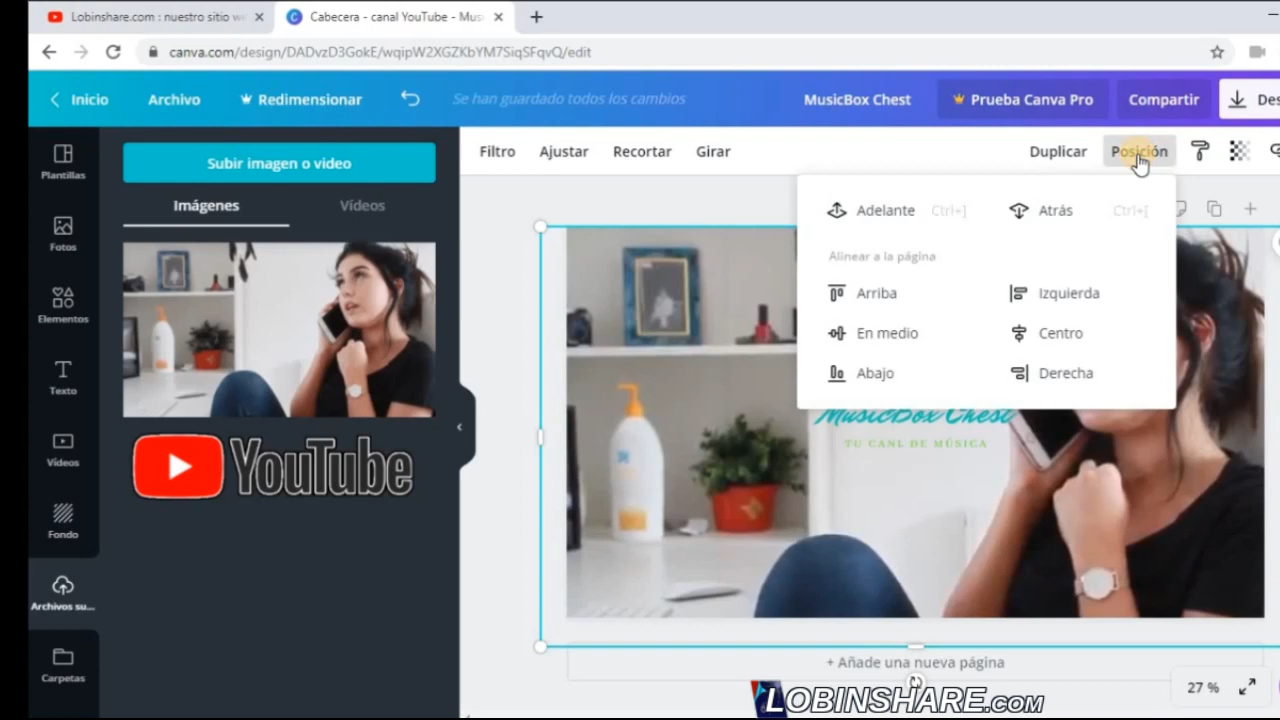 Lobinshare.com : nuestro sitio w
Cabecera - canal YouTube - Mus
canva.com/design/DADvzD3GokE/wqipW2XGZKbYM7SiqSFqvQ/edit
Inicio
Archivo
Redimensionar
Se han guardado todos los cambios
MusicBox Chest
Prueba Canva Pro
Compartir
Des
Plantillas
Fotos
Elementos
Texto
Vídeos
Fondo
Archivos su...
Carpetas
Subir imagen o video
Imágenes
Vídeos
YouTube
Filtro
Ajustar
Recortar
Girar
Duplicar
Posición
Adelante Ctrl+]
Atrás Ctrl+[
Alinear a la página
Arriba
Izquierda
En medio
Centro
Abajo
Derecha
MusicBox Chest
TU CANL DE MÚSICA
+ Añade una nueva página
27 %
LOBINSHARE.COM